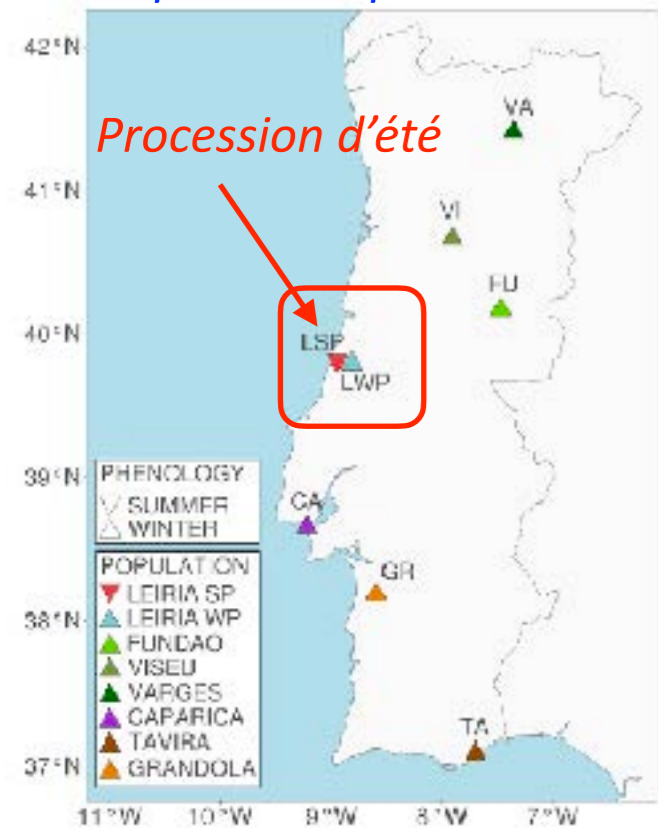 42°N
VA
Procession d'été
41°N
VI
FU
40°N
LSP
LWP
39°N
PHENOLOGY
SUMMER
WINTER
CA
POPULATION
LEIRIA SP
LEIRIA WP
FUNDAO
VISEU
VARGES
CAPARICA
TAVIRA
GRANDOLA
GR
38°N
TA
37°N
11°W 10°W 9°W 8°W 7°W